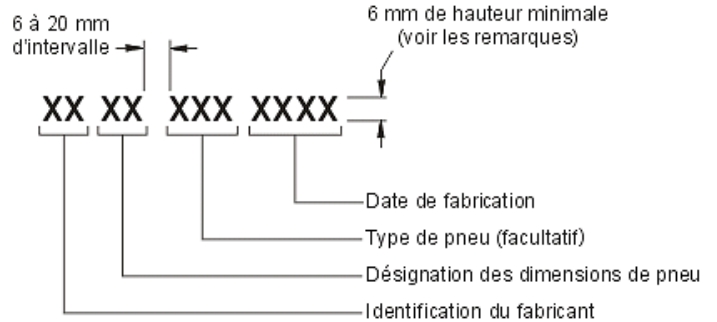 6 à 20 mm
d'intervalle
6 mm de hauteur minimale
(voir les remarques)
XX XX XXX XXXX
Date de fabrication
Type de pneu (facultatif)
Désignation des dimensions de pneu
Identification du fabricant